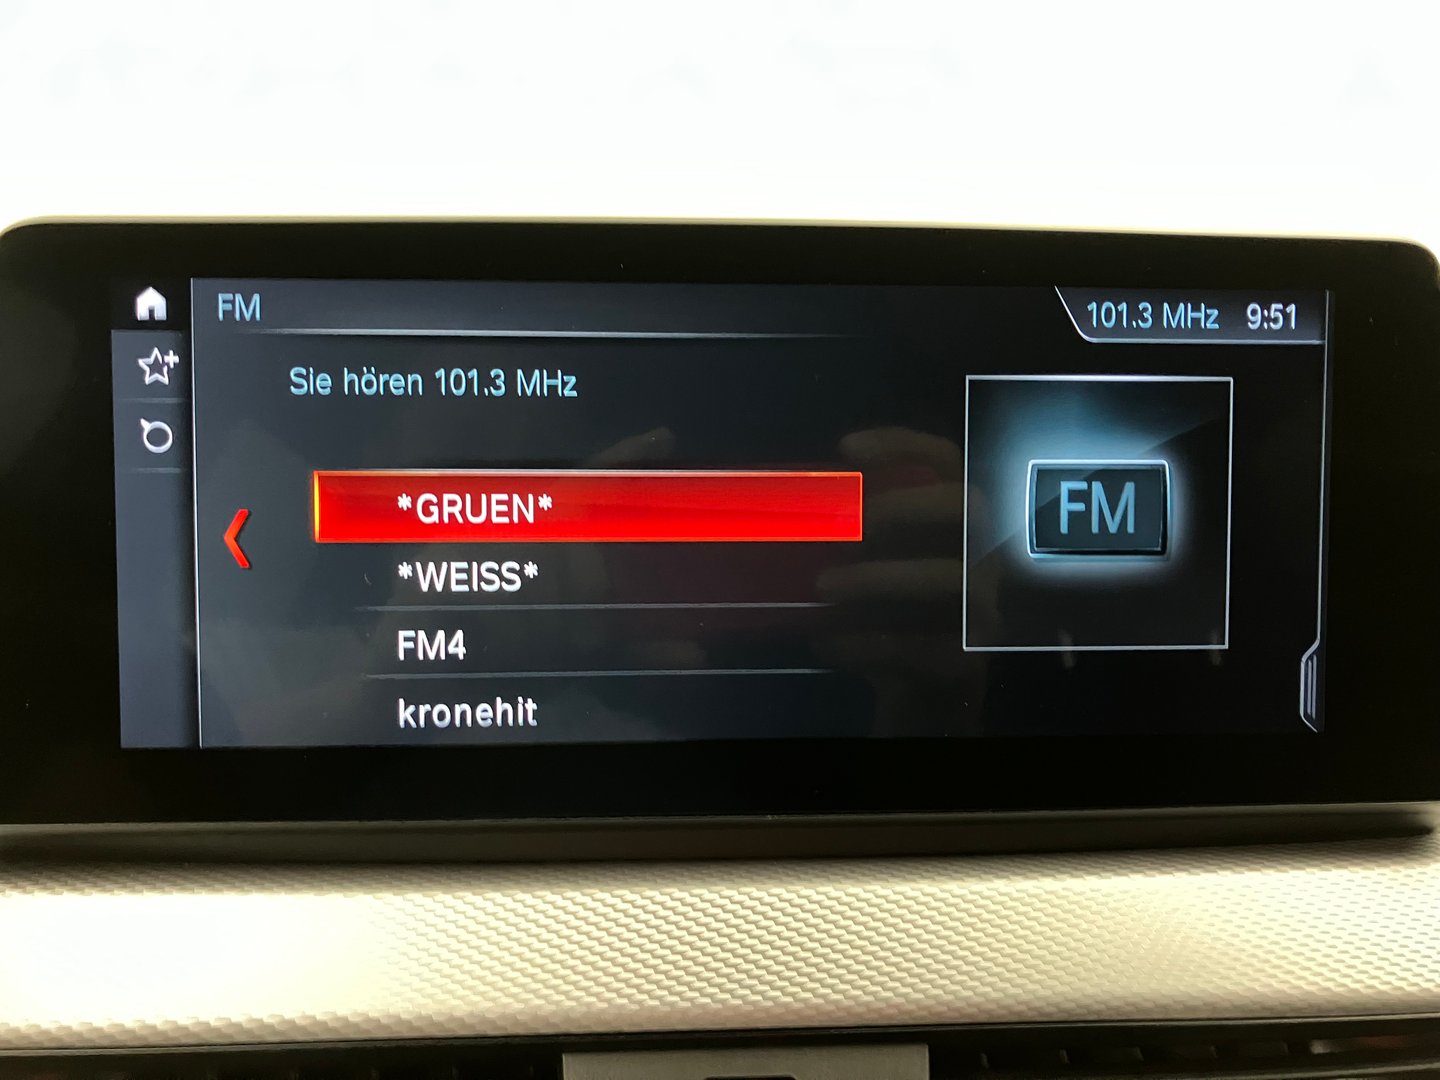 FM
101.3 MHz 9:51
Sie hören 101.3 MHz
*GRUEN*
*WEISS*
FM4
kronehit
FM